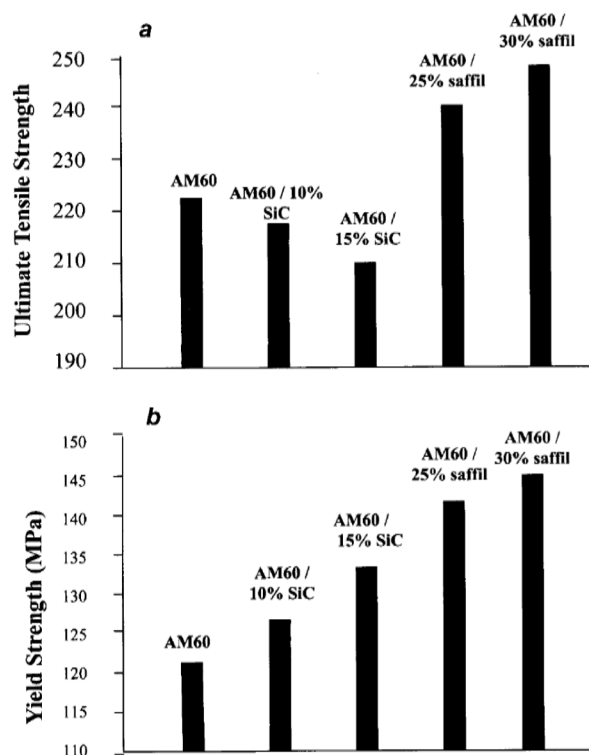 a
Ultimate Tensile Strength
250
240
230
220
210
200
190
AM60
AM60 / 10%
SiC
AM60 /
15% SiC
AM60 /
25% saffil
AM60 /
30% saffil
b
Yield Strength (MPa)
150
145
140
135
130
125
120
115
110
AM60
AM60 /
10% SiC
AM60 /
15% SiC
AM60 /
25% saffil
AM60 /
30% saffil